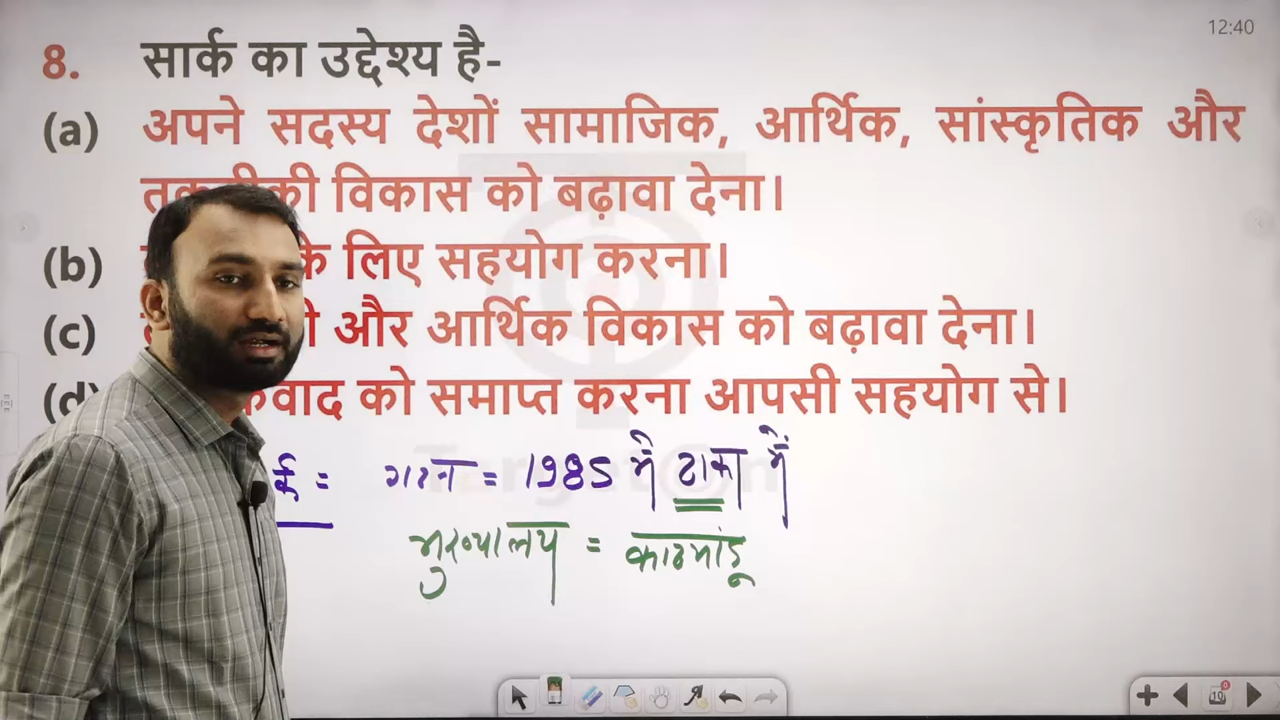 12:40
8. सार्क का उद्देश्य है-
(a) अपने सदस्य देशों सामाजिक, आर्थिक, सांस्कृतिक और
विकास को बढ़ावा देना।
(b) के लिए सहयोग करना।
(c) और आर्थिक विकास को बढ़ावा देना।
(d) को समाप्त करना आपसी सहयोग से।
= गठन = 1985 में ढाका में
मुख्यालय = काठमांडू